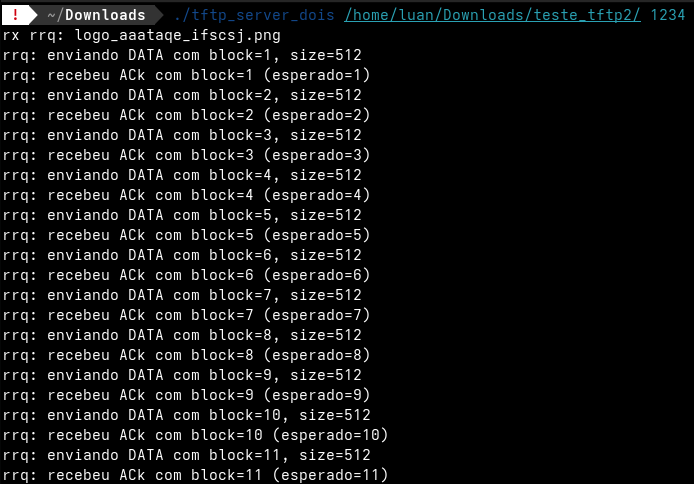 ! ~/Downloads ./tftp_server_dois /home/luan/Downloads/teste_tftp2/ 1234
rx rrq: logo_aaataqe_ifscsj.png
rrq: enviando DATA com block=1, size=512
rrq: recebeu ACk com block=1 (esperado=1)
rrq: enviando DATA com block=2, size=512
rrq: recebeu ACk com block=2 (esperado=2)
rrq: enviando DATA com block=3, size=512
rrq: recebeu ACk com block=3 (esperado=3)
rrq: enviando DATA com block=4, size=512
rrq: recebeu ACk com block=4 (esperado=4)
rrq: enviando DATA com block=5, size=512
rrq: recebeu ACk com block=5 (esperado=5)
rrq: enviando DATA com block=6, size=512
rrq: recebeu ACk com block=6 (esperado=6)
rrq: enviando DATA com block=7, size=512
rrq: recebeu ACk com block=7 (esperado=7)
rrq: enviando DATA com block=8, size=512
rrq: recebeu ACk com block=8 (esperado=8)
rrq: enviando DATA com block=9, size=512
rrq: recebeu ACk com block=9 (esperado=9)
rrq: enviando DATA com block=10, size=512
rrq: recebeu ACk com block=10 (esperado=10)
rrq: enviando DATA com block=11, size=512
rrq: recebeu ACk com block=11 (esperado=11)